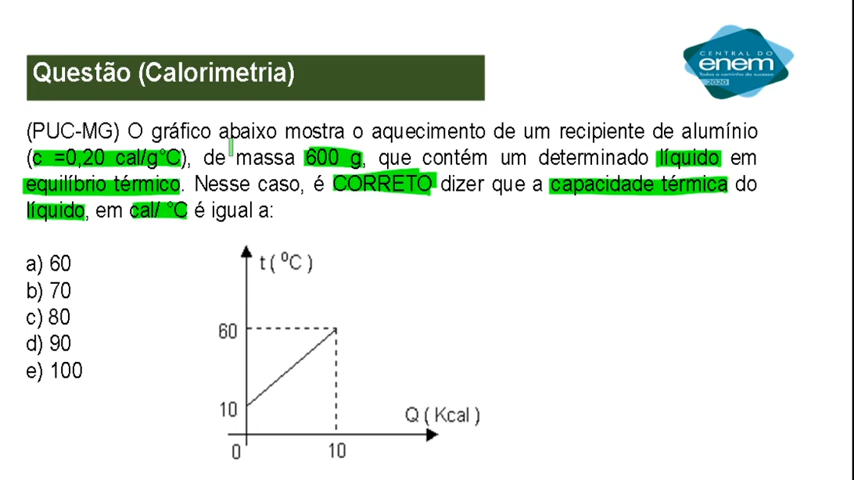 CENTRAL DO
enem
Todos a caminho do sucesso
2020
Questão (Calorimetria)
(PUC-MG) O gráfico abaixo mostra o aquecimento de um recipiente de alumínio
(c =0,20 cal/g°C), de massa 600 g, que contém um determinado líquido em
equilíbrio térmico. Nesse caso, é CORRETO dizer que a capacidade térmica do
líquido, em cal/ °C é igual a:
a) 60
b) 70
c) 80
d) 90
e) 100
t ( ⁰C )
60
10
Q ( Kcal )
0
10